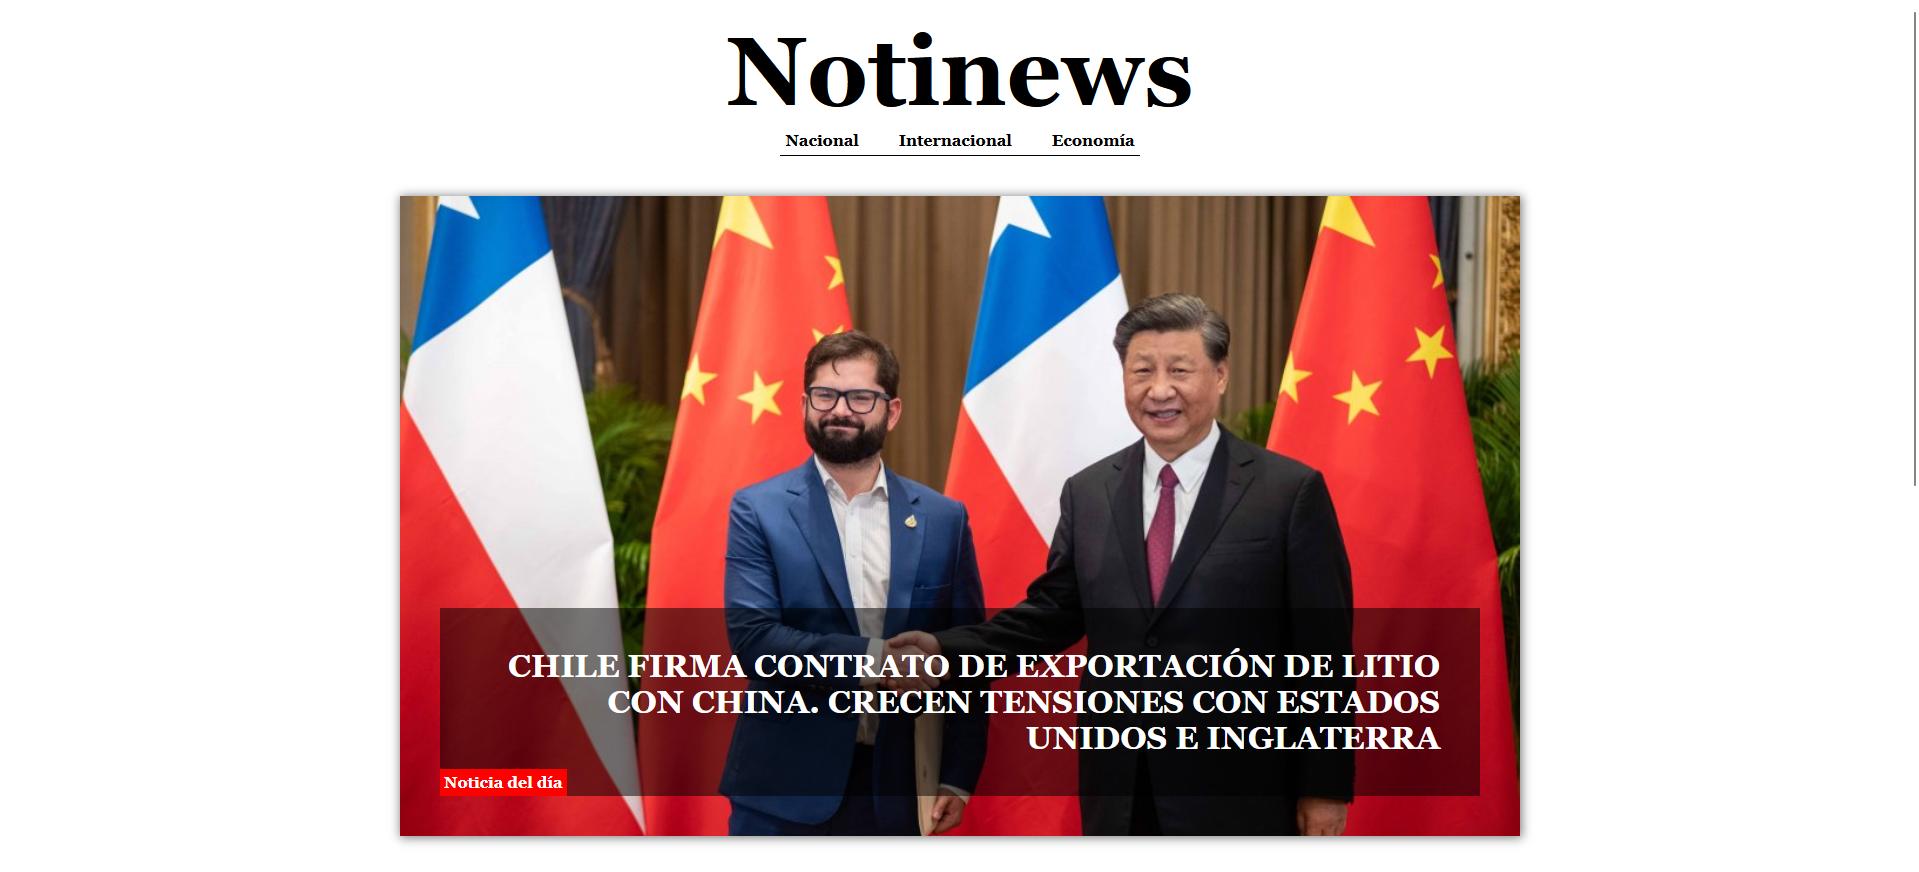 Notinews
Nacional Internacional Economía
CHILE FIRMA CONTRATO DE EXPORTACIÓN DE LITIO
CON CHINA. CRECEN TENSIONES CON ESTADOS
UNIDOS E INGLATERRA
Noticia del día